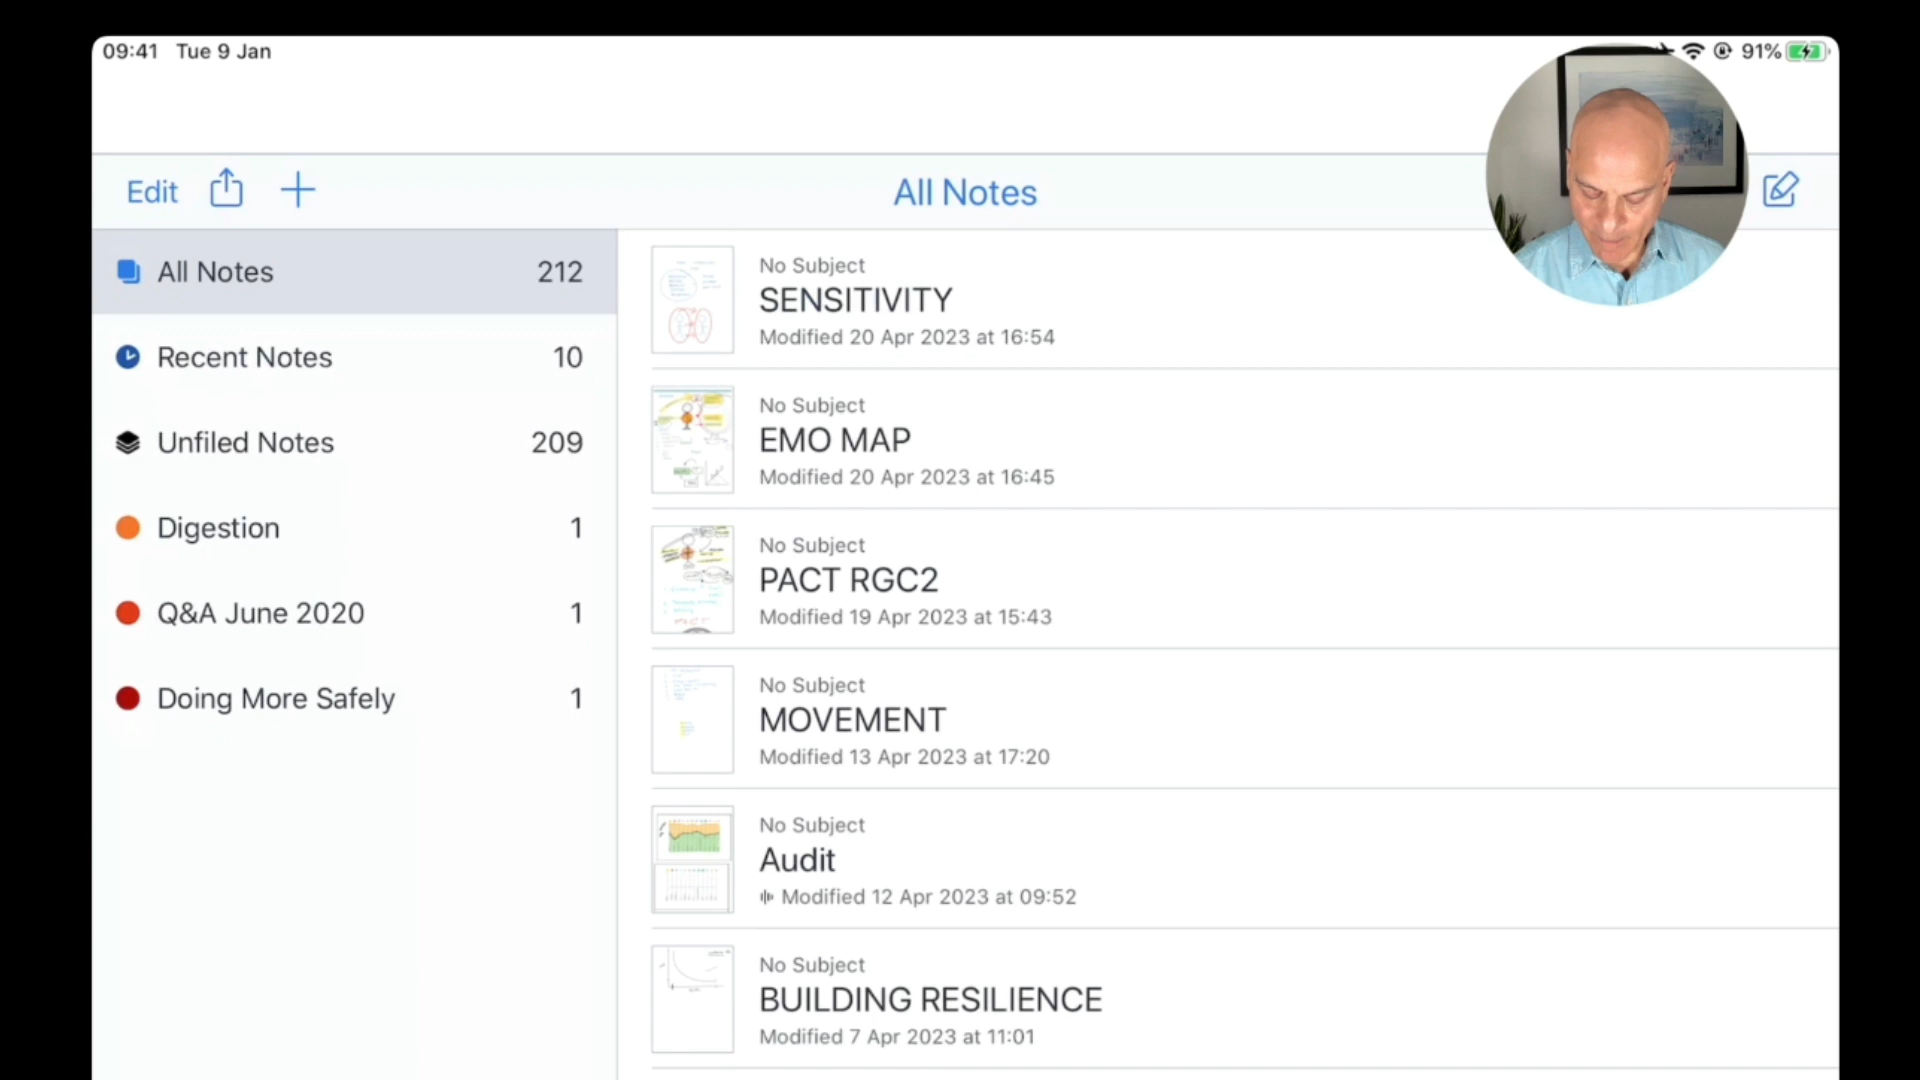 09:41 Tue 9 Jan
91%
Edit
All Notes
All Notes 212
Recent Notes 10
Unfiled Notes 209
Digestion 1
Q&A June 2020 1
Doing More Safely 1
No Subject
SENSITIVITY
Modified 20 Apr 2023 at 16:54
No Subject
EMO MAP
Modified 20 Apr 2023 at 16:45
No Subject
PACT RGC2
Modified 19 Apr 2023 at 15:43
No Subject
MOVEMENT
Modified 13 Apr 2023 at 17:20
No Subject
Audit
Modified 12 Apr 2023 at 09:52
No Subject
BUILDING RESILIENCE
Modified 7 Apr 2023 at 11:01